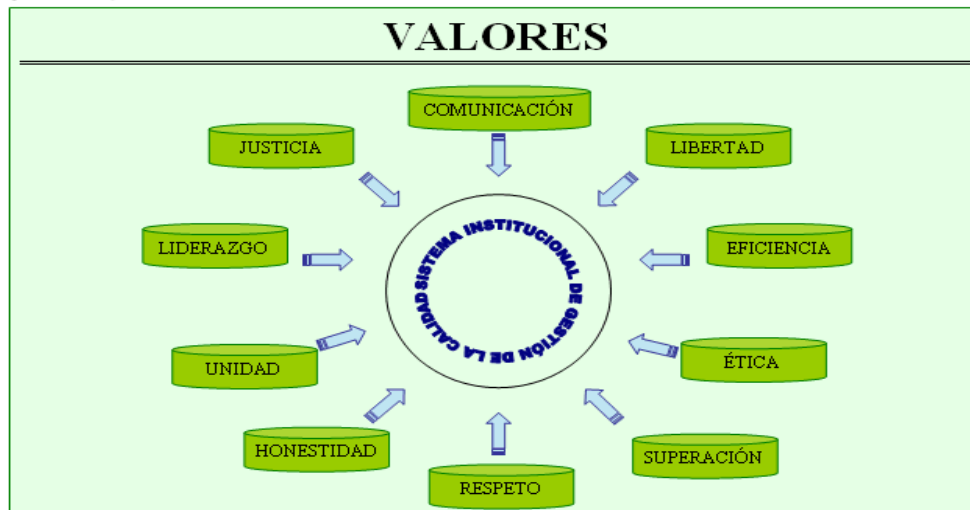 VALORES
COMUNICACIÓN
JUSTICIA
LIBERTAD
LIDERAZGO
EFICIENCIA
SISTEMA INSTITUCIONAL DE GESTIÓN DE LA CALIDAD
UNIDAD
ÉTICA
HONESTIDAD
SUPERACIÓN
RESPETO